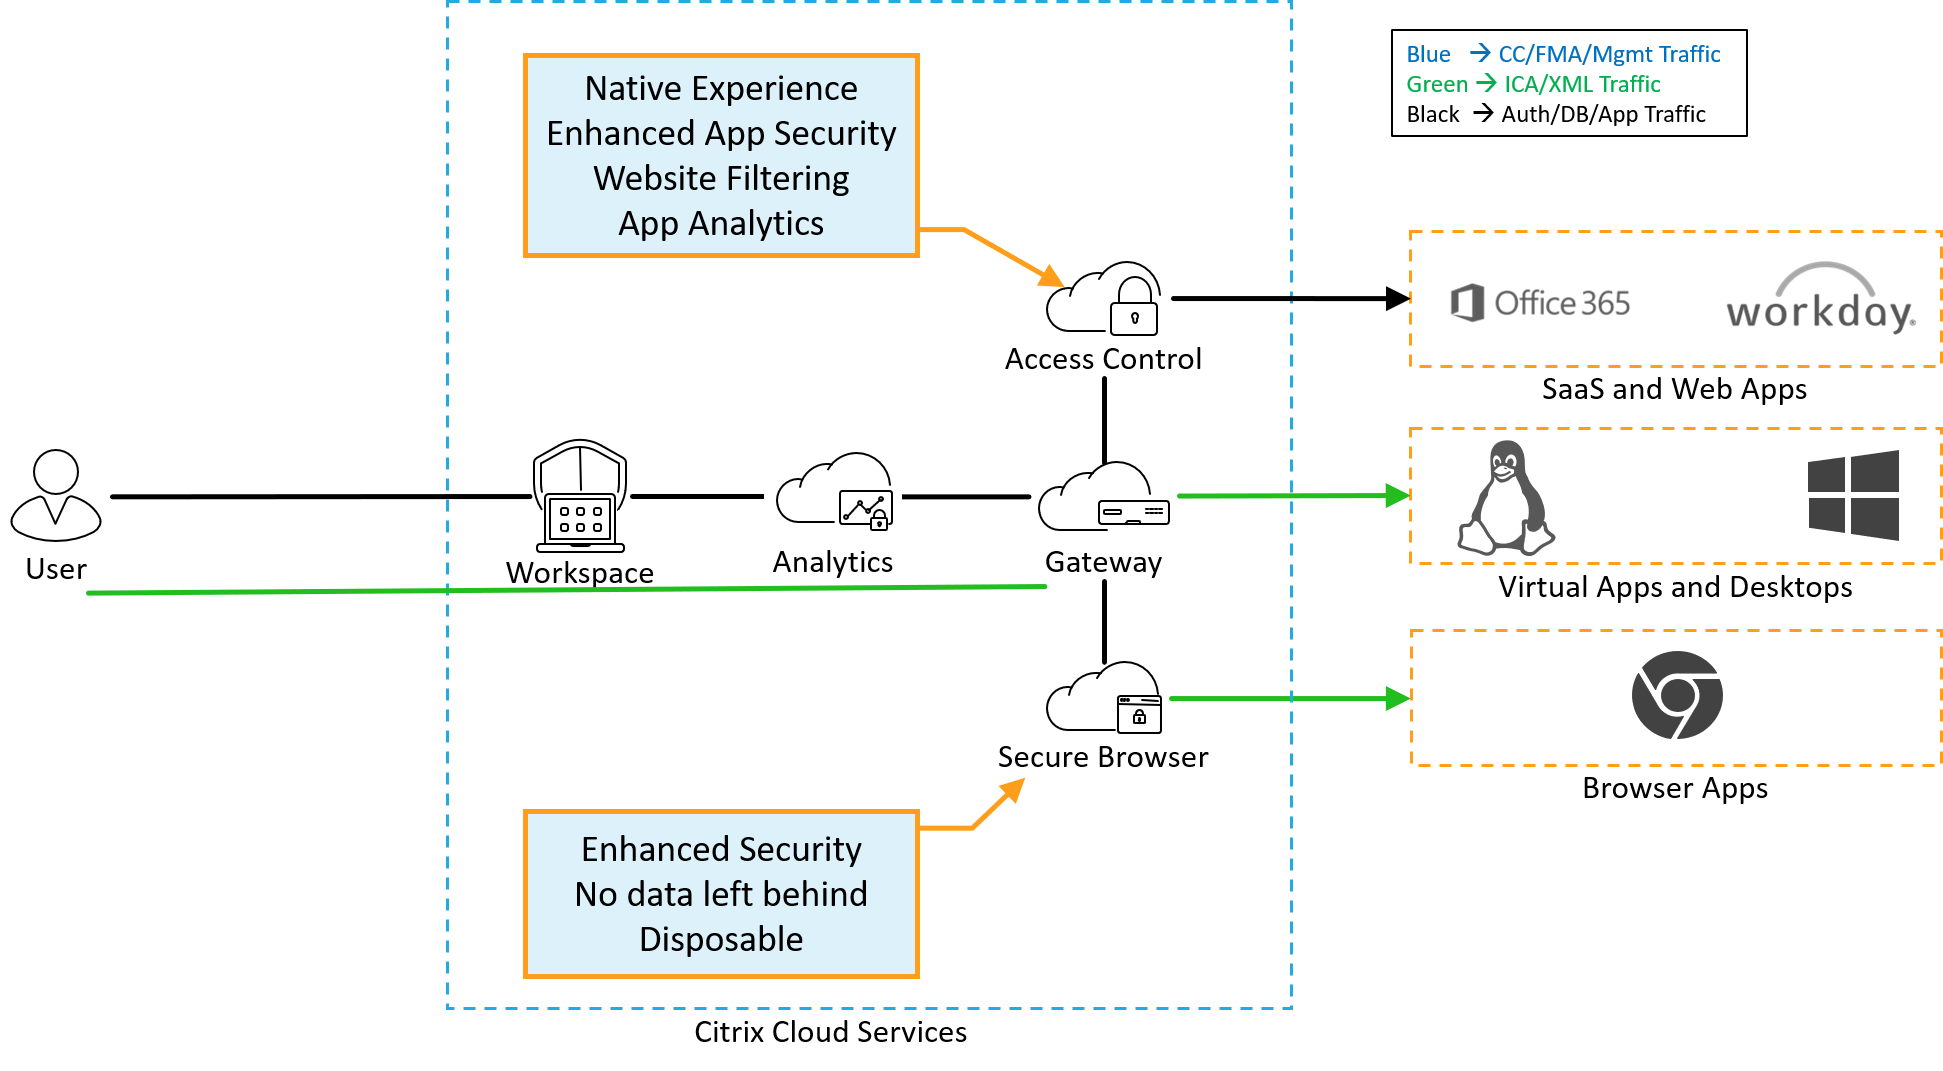 Native Experience
Enhanced App Security
Website Filtering
App Analytics
Blue → CC/FMA/Mgmt Traffic
Green → ICA/XML Traffic
Black → Auth/DB/App Traffic
Access Control
Office 365
workday®
SaaS and Web Apps
User
Workspace
Analytics
Gateway
Virtual Apps and Desktops
Secure Browser
Browser Apps
Enhanced Security
No data left behind
Disposable
Citrix Cloud Services